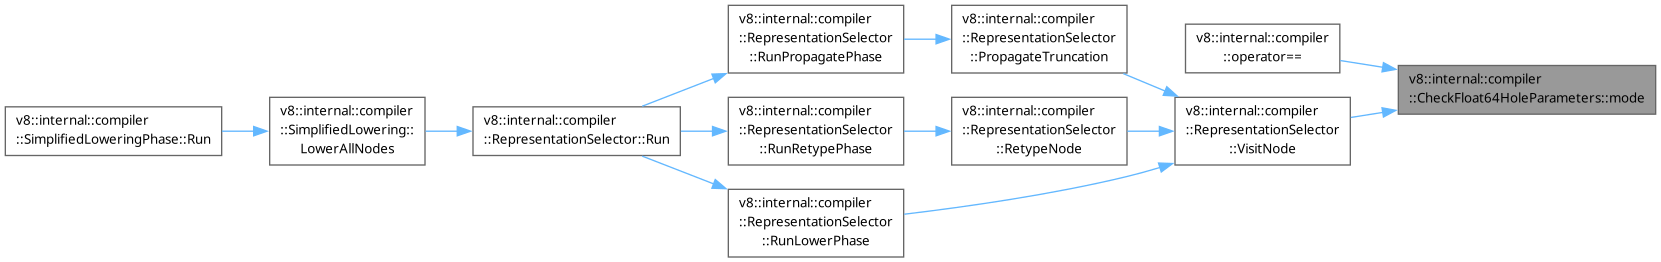 v8::internal::compiler
::SimplifiedLoweringPhase::Run
v8::internal::compiler
::SimplifiedLowering::
LowerAllNodes
v8::internal::compiler
::RepresentationSelector::Run
v8::internal::compiler
::RepresentationSelector
::RunPropagatePhase
v8::internal::compiler
::RepresentationSelector
::RunRetypePhase
v8::internal::compiler
::RepresentationSelector
::RunLowerPhase
v8::internal::compiler
::RepresentationSelector
::PropagateTruncation
v8::internal::compiler
::RepresentationSelector
::RetypeNode
v8::internal::compiler
::operator==
v8::internal::compiler
::RepresentationSelector
::VisitNode
v8::internal::compiler
::CheckFloat64HoleParameters::mode